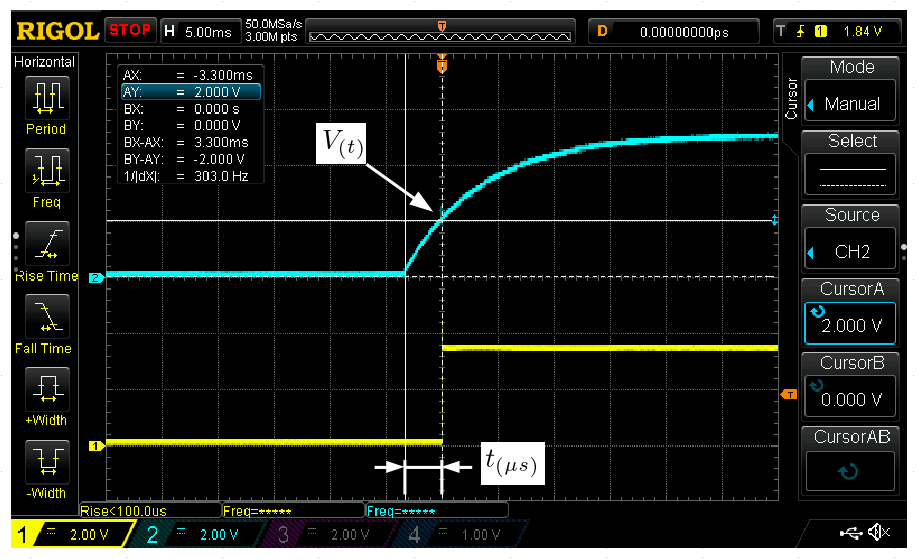 RIGOL STOP H 5.00ms 50.0MSa/s 3.00M pts D 0.00000000ps T 1 1.84 V
Horizontal
Period
Freq
Rise Time
Fall Time
+Width
-Width
AX: = -3.300ms
AY: = 2.000 V
BX: = 0.000 s
BY: = 0.000 V
BX-AX: = 3.300ms
BY-AY: = -2.000 V
1/|dX|: = 303.0 Hz
T
V(t)
2
1
T
t(μs)
Cursor
Mode
Manual
Select
Source
CH2
CursorA
2.000 V
CursorB
0.000 V
CursorAB
Rise<100.0us Freq=***** Freq=*****
1 = 2.00 V 2 = 2.00 V 3 = 2.00 V 4 = 1.00 V